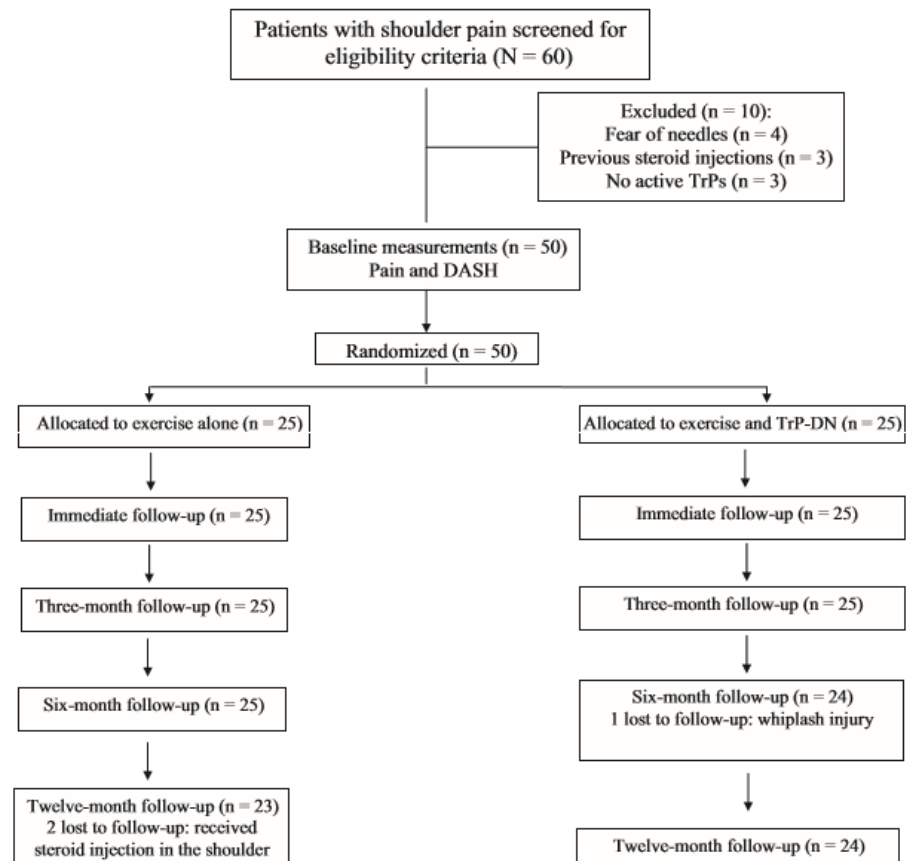 Patients with shoulder pain screened for
eligibility criteria (N = 60)
Excluded (n = 10):
Fear of needles (n = 4)
Previous steroid injections (n = 3)
No active TrPs (n = 3)
Baseline measurements (n = 50)
Pain and DASH
Randomized (n = 50)
Allocated to exercise alone (n = 25)
Allocated to exercise and TrP-DN (n = 25)
Immediate follow-up (n = 25)
Immediate follow-up (n = 25)
Three-month follow-up (n = 25)
Three-month follow-up (n = 25)
Six-month follow-up (n = 25)
Six-month follow-up (n = 24)
1 lost to follow-up: whiplash injury
Twelve-month follow-up (n = 23)
2 lost to follow-up: received
steroid injection in the shoulder
Twelve-month follow-up (n = 24)